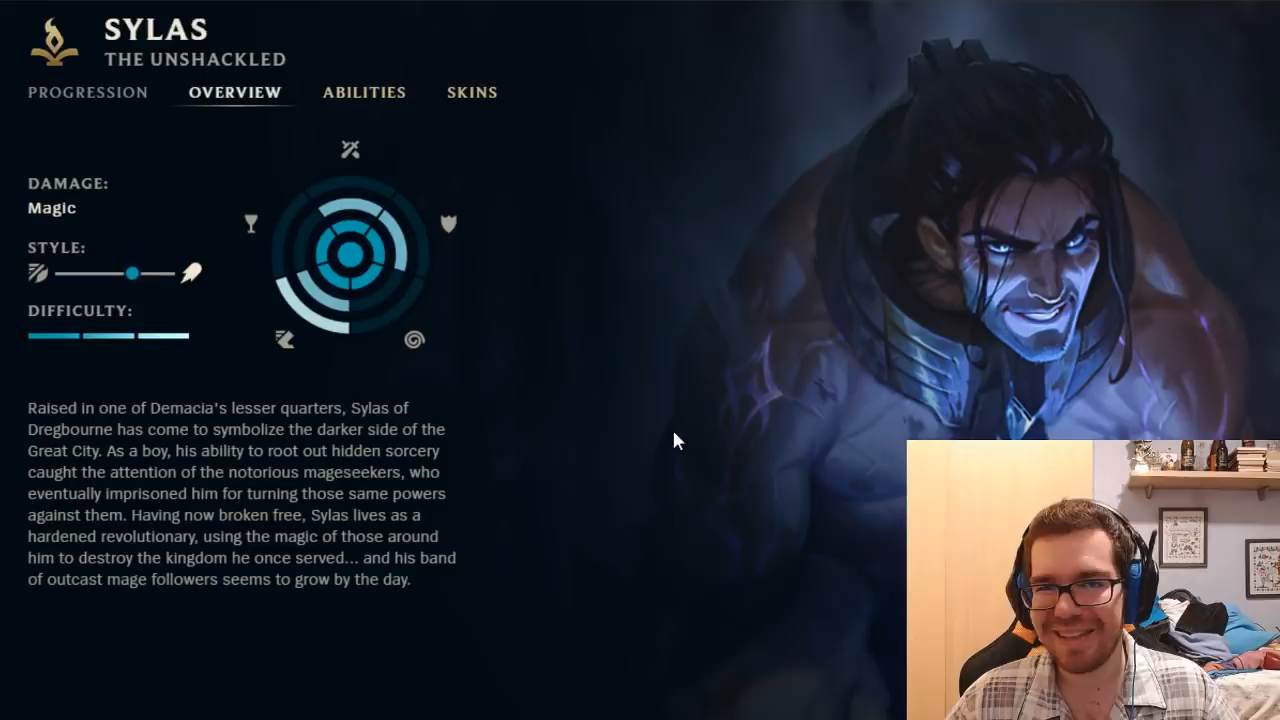 SYLAS
THE UNSHACKLED
PROGRESSION OVERVIEW ABILITIES SKINS
DAMAGE:
Magic
STYLE:
DIFFICULTY:
Raised in one of Demacia's lesser quarters, Sylas of
Dregbourne has come to symbolize the darker side of the
Great City. As a boy, his ability to root out hidden sorcery
caught the attention of the notorious mageseekers, who
eventually imprisoned him for turning those same powers
against them. Having now broken free, Sylas lives as a
hardened revolutionary, using the magic of those around
him to destroy the kingdom he once served... and his band
of outcast mage followers seems to grow by the day.